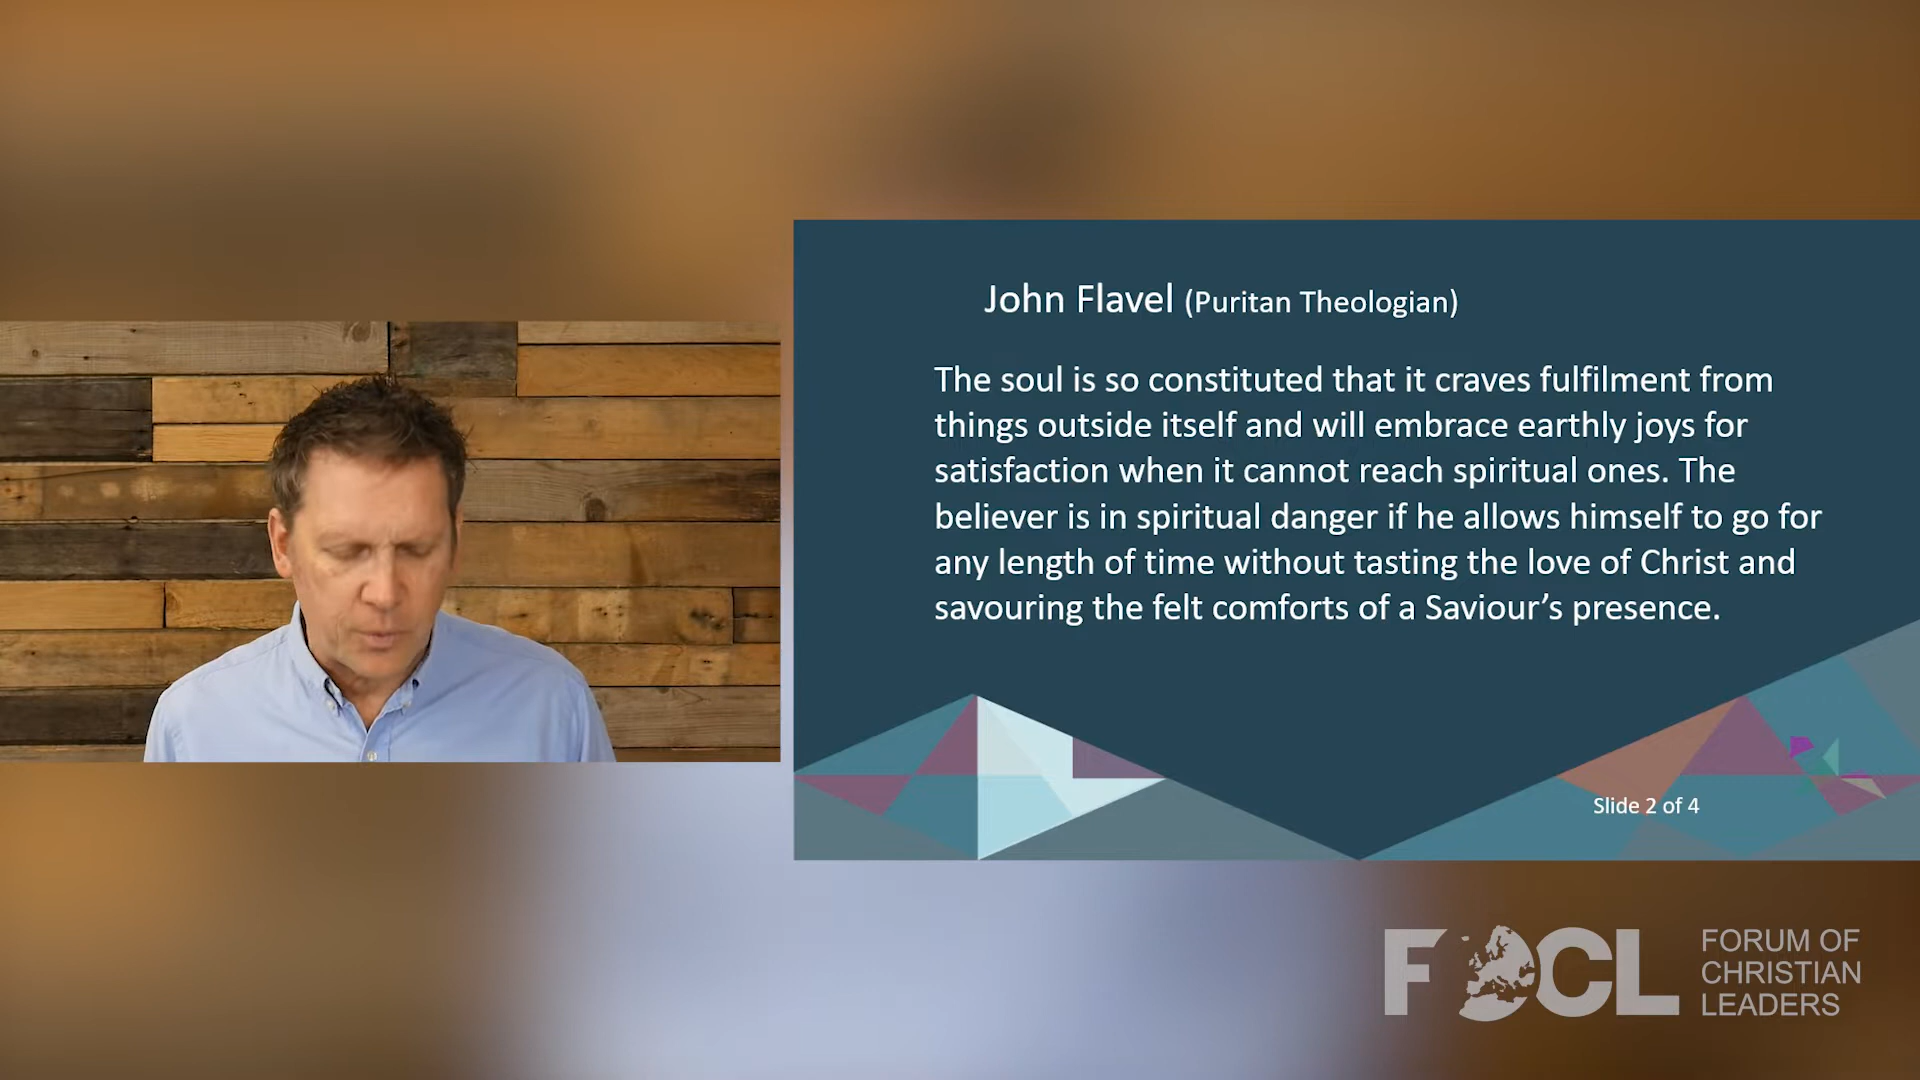 John Flavel (Puritan Theologian)
The soul is so constituted that it craves fulfilment from
things outside itself and will embrace earthly joys for
satisfaction when it cannot reach spiritual ones. The
believer is in spiritual danger if he allows himself to go for
any length of time without tasting the love of Christ and
savouring the felt comforts of a Saviour’s presence.
Slide 2 of 4
FOCL
FORUM OF
CHRISTIAN
LEADERS